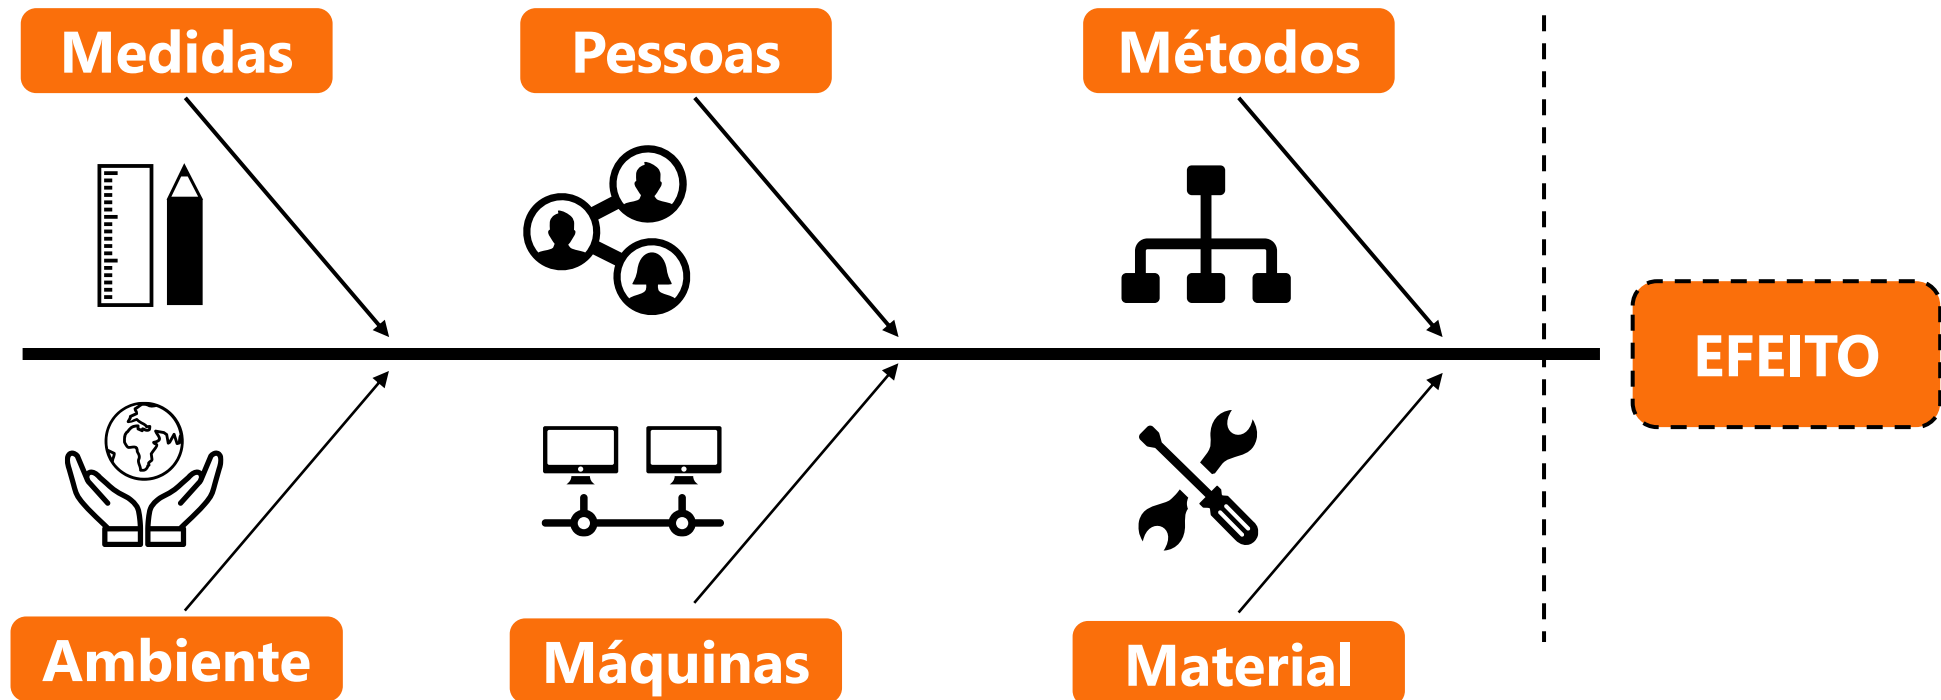 Medidas
Pessoas
Métodos
EFEITO
Ambiente
Máquinas
Material